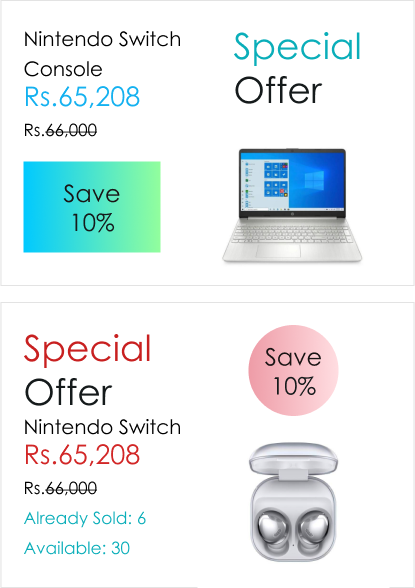 Nintendo Switch
Console
Rs.65,208
Rs.66,000
Special
Offer
Save
10%
Special
Offer
Nintendo Switch
Rs.65,208
Rs.66,000
Already Sold: 6
Available: 30
Save
10%